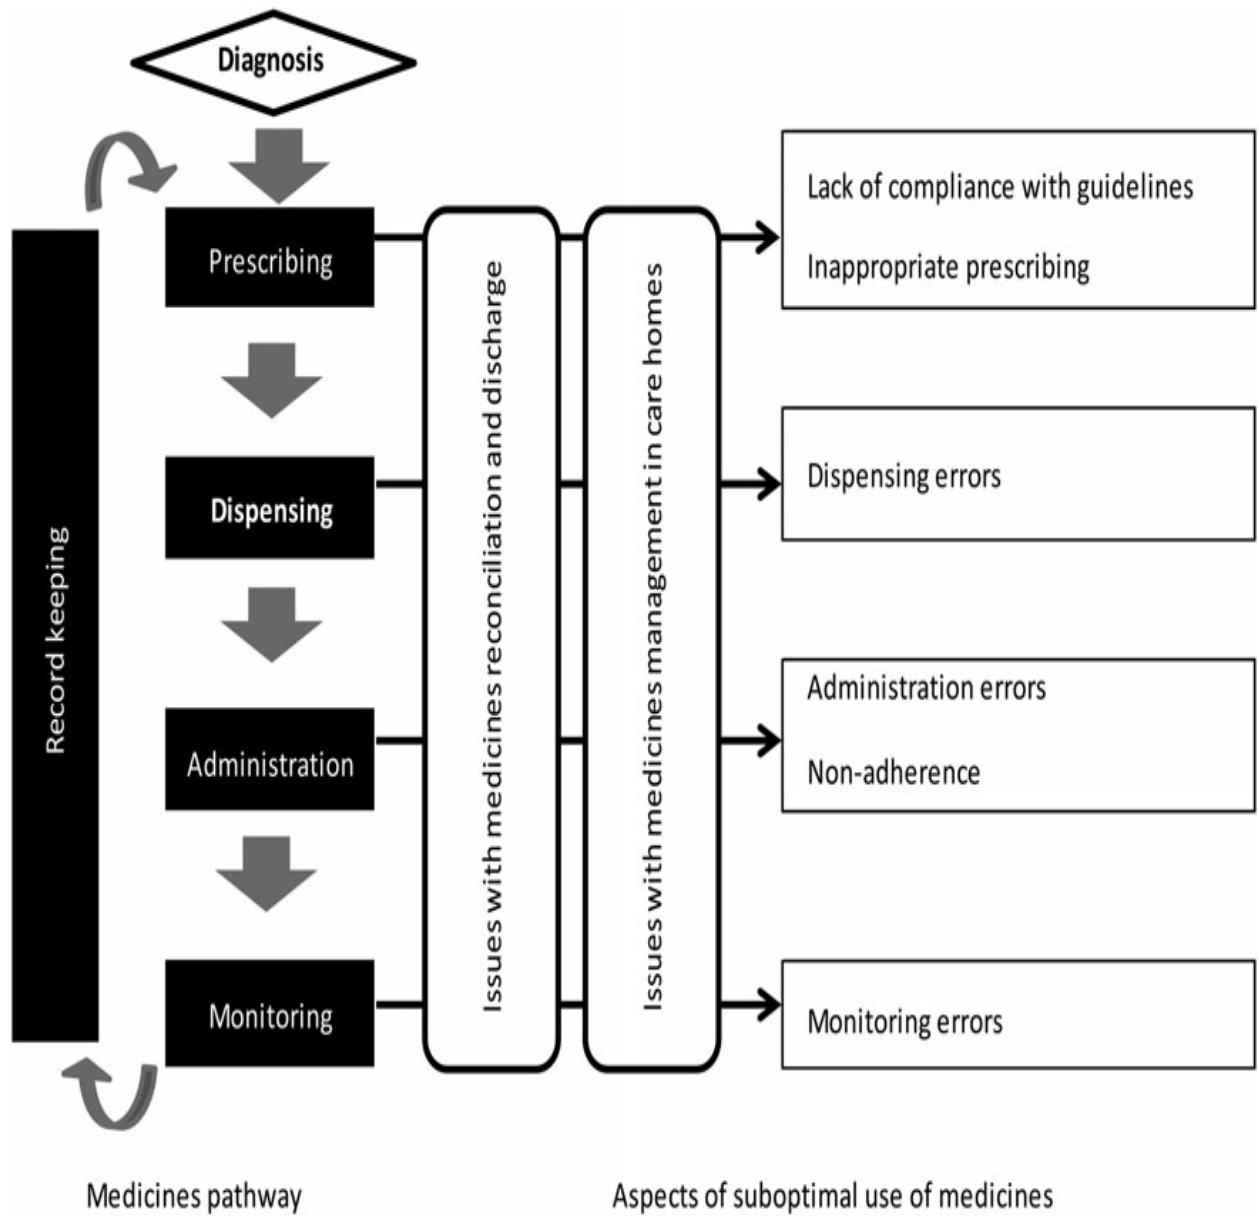 Diagnosis
Prescribing
Dispensing
Administration
Monitoring
Record keeping
Issues with medicines reconciliation and discharge
Issues with medicines management in care homes
Lack of compliance with guidelines
Inappropriate prescribing
Dispensing errors
Administration errors
Non-adherence
Monitoring errors
Medicines pathway
Aspects of suboptimal use of medicines